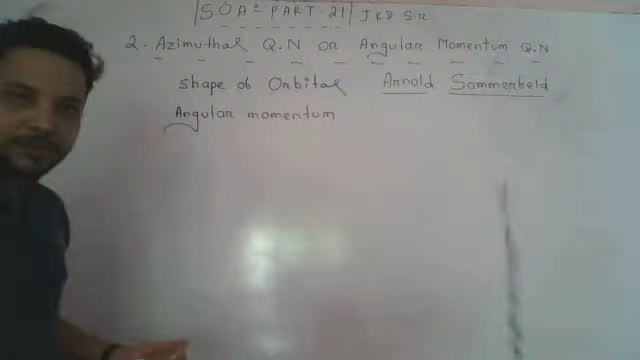 SOA - PART-21 JKD SIR
2. Azimuthal Q.N OR Angular Momentum Q.N
Shape of Orbital Arnold Sommerfeld
Angular momentum